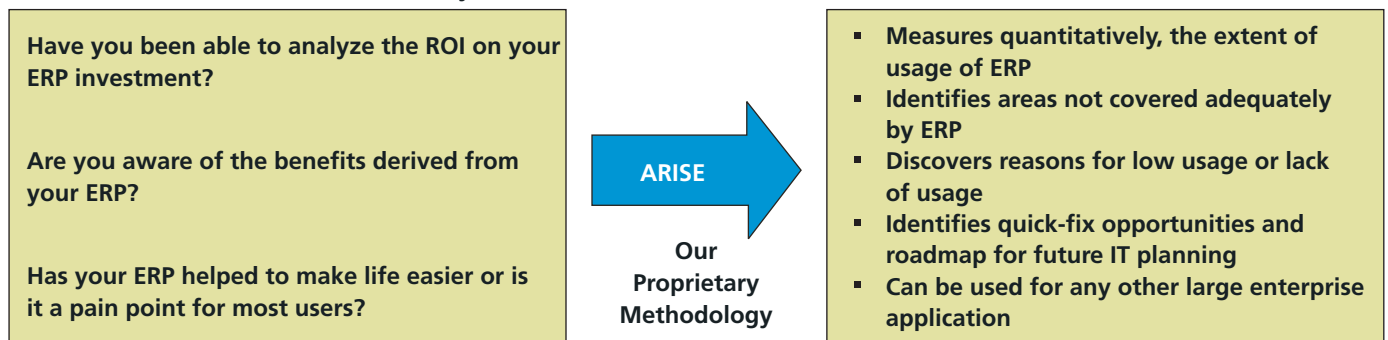 Have you been able to analyze the ROI on your
ERP investment?
Are you aware of the benefits derived from
your ERP?
Has your ERP helped to make life easier or is
it a pain point for most users?
ARISE
Our
Proprietary
Methodology
▪ Measures quantitatively, the extent of
usage of ERP
▪ Identifies areas not covered adequately
by ERP
▪ Discovers reasons for low usage or lack
of usage
▪ Identifies quick-fix opportunities and
roadmap for future IT planning
▪ Can be used for any other large enterprise
application